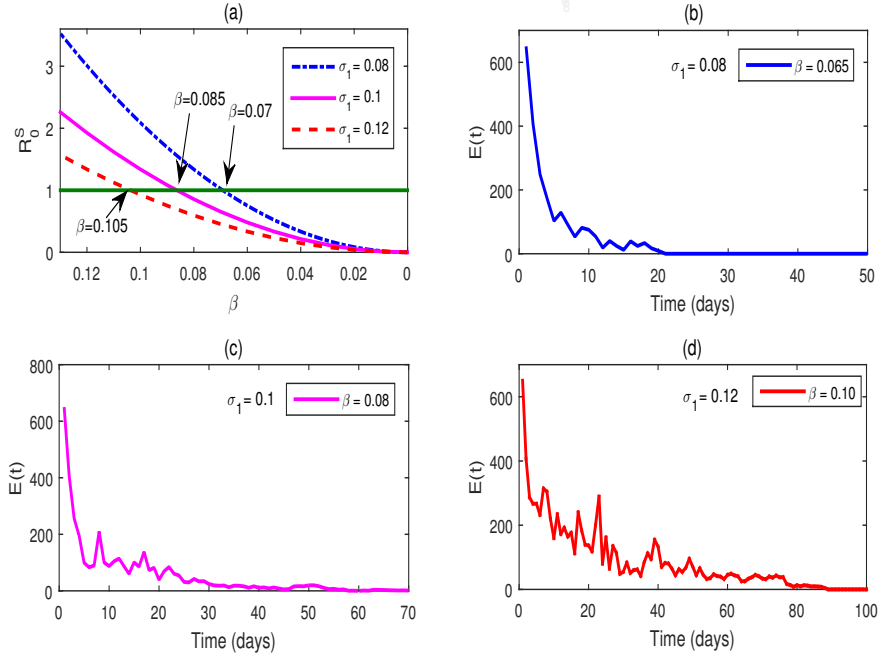 (a)
R₀ˢ
3
2
1
0
0.12 0.1 0.08 0.06 0.04 0.02 0
β
β=0.085
β=0.07
β=0.105
σ₁ = 0.08
σ₁ = 0.1
σ₁ = 0.12
(b)
E(t)
600
400
200
0
0 10 20 30 40 50
Time (days)
σ₁ = 0.08
β = 0.065
(c)
E(t)
800
600
400
200
0
0 10 20 30 40 50 60 70
Time (days)
σ₁ = 0.1
β = 0.08
(d)
E(t)
600
400
200
0
0 20 40 60 80 100
Time (days)
σ₁ = 0.12
β = 0.10